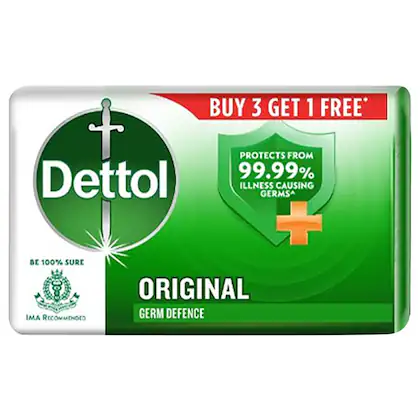 BUY 3 GET 1 FREE*
Dettol
PROTECTS FROM
99.99%
ILLNESS CAUSING
GERMS^
BE 100% SURE
IMA RECOMMENDED
ORIGINAL
GERM DEFENCE